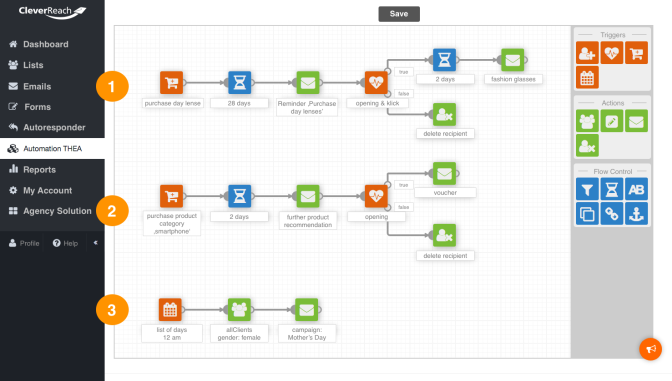 CleverReach
Save
Dashboard
Lists
Emails
Forms
Autoresponder
Automation THEA
Reports
My Account
Agency Solution
Profile
Help
«
1
purchase day lense
28 days
Reminder ‚Purchase
day lenses'
opening & klick
true
false
2 days
fashion glasses
delete recipient
2
purchase product
category
‚smartphone'
2 days
further product
recommendation
opening
true
false
voucher
delete recipient
3
list of days
12 am
allClients
gender: female
campaign:
Mother's Day
Triggers
Actions
Flow Control
AB